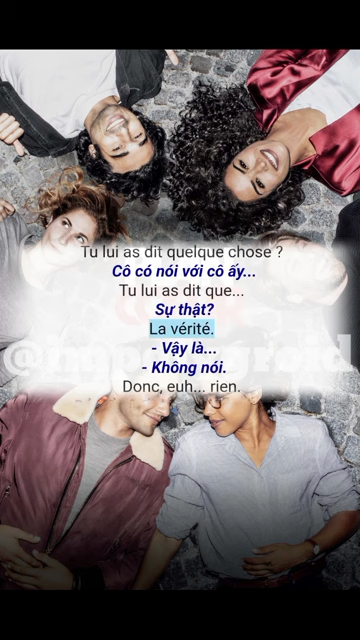 Tu lui as dit quelque chose ?
Cô có nói với cô ấy...
Tu lui as dit que...
Sự thật?
La vérité.
- Vậy là...
- Không nói.
Donc, euh... rien.